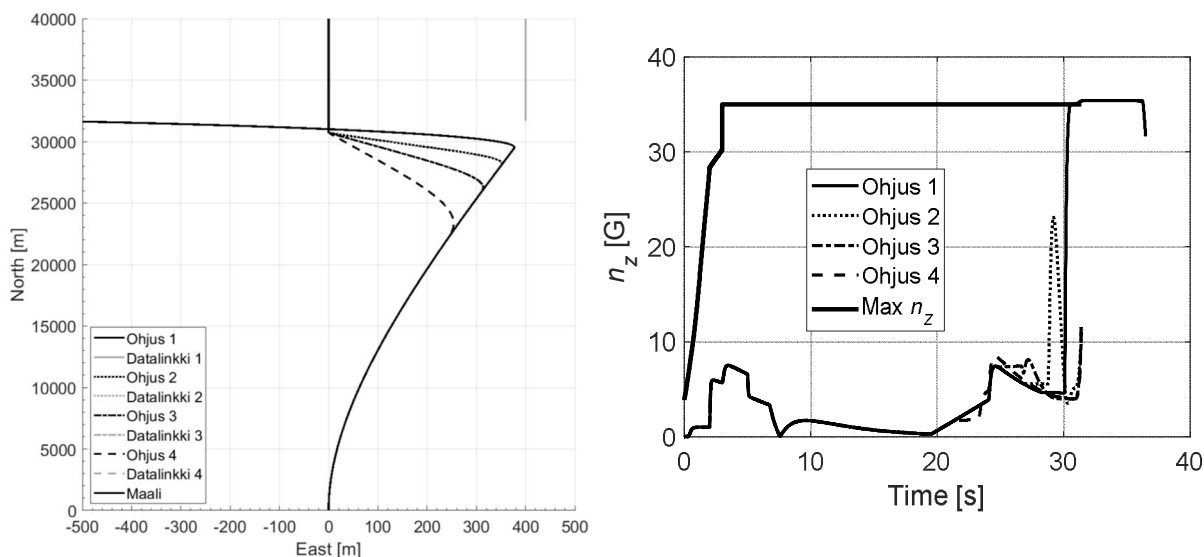 40000
35000
30000
25000
20000
15000
10000
5000
0
North [m]
Ohjus 1
Datalinkki 1
Ohjus 2
Datalinkki 2
Ohjus 3
Datalinkki 3
Ohjus 4
Datalinkki 4
Maali
-500 -400 -300 -200 -100 0 100 200 300 400 500
East [m]
40
30
20
10
0
n_z [G]
Ohjus 1
Ohjus 2
Ohjus 3
Ohjus 4
Max n_z
0 10 20 30 40
Time [s]